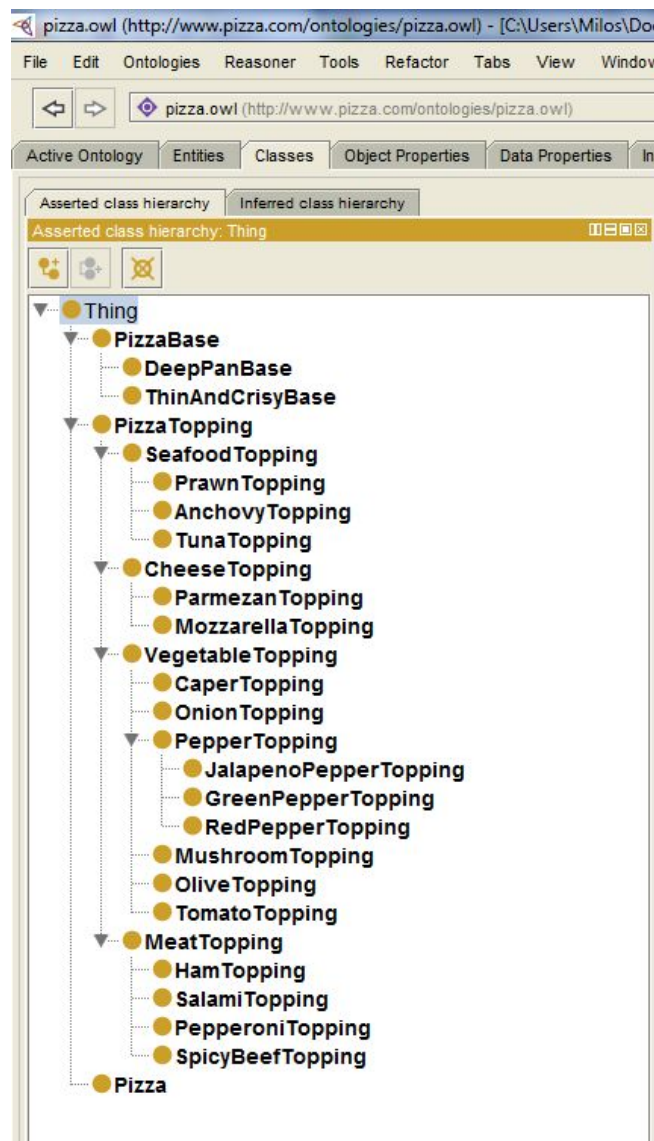 pizza.owl (http://www.pizza.com/ontologies/pizza.owl) - [C:\Users\Milos\Do
File Edit Ontologies Reasoner Tools Refactor Tabs View Window
pizza.owl (http://www.pizza.com/ontologies/pizza.owl)
Active Ontology Entities Classes Object Properties Data Properties In
Asserted class hierarchy Inferred class hierarchy
Asserted class hierarchy: Thing
Thing
PizzaBase
DeepPanBase
ThinAndCrisyBase
PizzaTopping
SeafoodTopping
PrawnTopping
AnchovyTopping
TunaTopping
CheeseTopping
ParmezanTopping
MozzarellaTopping
VegetableTopping
CaperTopping
OnionTopping
PepperTopping
JalapenoPepperTopping
GreenPepperTopping
RedPepperTopping
MushroomTopping
OliveTopping
TomatoTopping
MeatTopping
HamTopping
SalamiTopping
PepperoniTopping
SpicyBeefTopping
Pizza